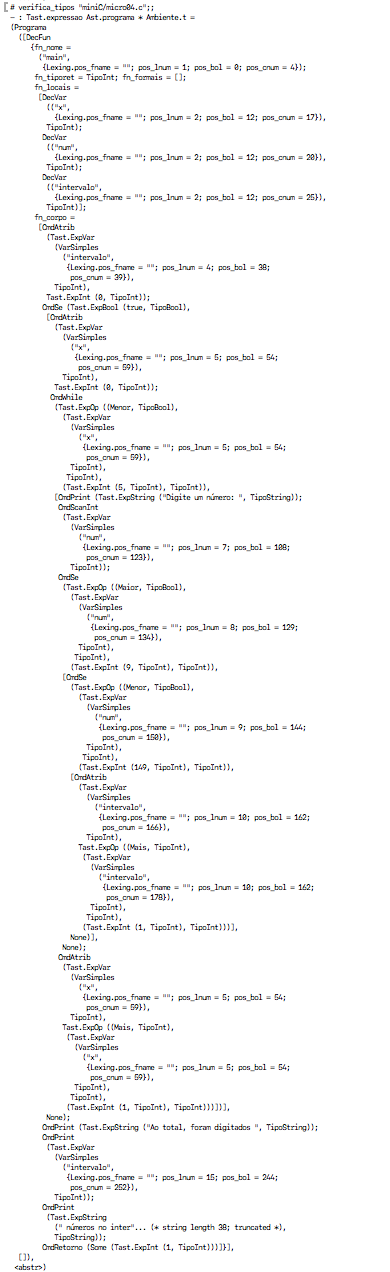 # verifica_tipos "miniC/micro04.c";;
- : Tast.expressao Ast.programa * Ambiente.t =
(Programa
([DecFun
{fn_nome =
("main",
{Lexing.pos_fname = ""; pos_lnum = 1; pos_bol = 0; pos_cnum = 4});
fn_tiporet = TipoInt; fn_formais = [];
fn_locais =
[DecVar
(("x",
{Lexing.pos_fname = ""; pos_lnum = 2; pos_bol = 12; pos_cnum = 17}),
TipoInt);
DecVar
(("num",
{Lexing.pos_fname = ""; pos_lnum = 2; pos_bol = 12; pos_cnum = 20}),
TipoInt);
DecVar
(("intervalo",
{Lexing.pos_fname = ""; pos_lnum = 2; pos_bol = 12; pos_cnum = 25}),
TipoInt)];
fn_corpo =
[CmdAtrib
(Tast.ExpVar
(VarSimples
("intervalo",
{Lexing.pos_fname = ""; pos_lnum = 4; pos_bol = 38;
pos_cnum = 39}),
TipoInt),
Tast.ExpInt (0, TipoInt));
CmdSe (Tast.ExpBool (true, TipoBool),
[CmdAtrib
(Tast.ExpVar
(VarSimples
("x",
{Lexing.pos_fname = ""; pos_lnum = 5; pos_bol = 54;
pos_cnum = 59}),
TipoInt),
Tast.ExpInt (0, TipoInt));
CmdWhile
(Tast.ExpOp ((Menor, TipoBool),
(Tast.ExpVar
(VarSimples
("x",
{Lexing.pos_fname = ""; pos_lnum = 5; pos_bol = 54;
pos_cnum = 59}),
TipoInt),
TipoInt),
(Tast.ExpInt (5, TipoInt), TipoInt)),
[CmdPrint (Tast.ExpString ("Digite um número: ", TipoString));
CmdScanInt
(Tast.ExpVar
(VarSimples
("num",
{Lexing.pos_fname = ""; pos_lnum = 7; pos_bol = 108;
pos_cnum = 123}),
TipoInt));
CmdSe
(Tast.ExpOp ((Maior, TipoBool),
(Tast.ExpVar
(VarSimples
("num",
{Lexing.pos_fname = ""; pos_lnum = 8; pos_bol = 129;
pos_cnum = 134}),
TipoInt),
TipoInt),
(Tast.ExpInt (9, TipoInt), TipoInt)),
[CmdSe
(Tast.ExpOp ((Menor, TipoBool),
(Tast.ExpVar
(VarSimples
("num",
{Lexing.pos_fname = ""; pos_lnum = 9; pos_bol = 144;
pos_cnum = 150}),
TipoInt),
TipoInt),
(Tast.ExpInt (149, TipoInt), TipoInt)),
[CmdAtrib
(Tast.ExpVar
(VarSimples
("intervalo",
{Lexing.pos_fname = ""; pos_lnum = 10; pos_bol = 162;
pos_cnum = 166}),
TipoInt),
Tast.ExpOp ((Mais, TipoInt),
(Tast.ExpVar
(VarSimples
("intervalo",
{Lexing.pos_fname = ""; pos_lnum = 10; pos_bol = 162;
pos_cnum = 178}),
TipoInt),
TipoInt),
(Tast.ExpInt (1, TipoInt), TipoInt)))],
None)],
None);
CmdAtrib
(Tast.ExpVar
(VarSimples
("x",
{Lexing.pos_fname = ""; pos_lnum = 5; pos_bol = 54;
pos_cnum = 59}),
TipoInt),
Tast.ExpOp ((Mais, TipoInt),
(Tast.ExpVar
(VarSimples
("x",
{Lexing.pos_fname = ""; pos_lnum = 5; pos_bol = 54;
pos_cnum = 59}),
TipoInt),
TipoInt),
(Tast.ExpInt (1, TipoInt), TipoInt)))])],
None);
CmdPrint (Tast.ExpString ("Ao total, foram digitados ", TipoString));
CmdPrint
(Tast.ExpVar
(VarSimples
("intervalo",
{Lexing.pos_fname = ""; pos_lnum = 15; pos_bol = 244;
pos_cnum = 252}),
TipoInt));
CmdPrint
(Tast.ExpString
(" números no inter"... (* string length 38; truncated *),
TipoString));
CmdRetorno (Some (Tast.ExpInt (1, TipoInt)))]}],
[]),
<abstr>)